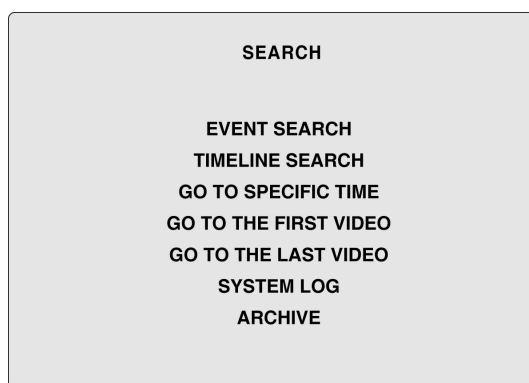 SEARCH
EVENT SEARCH
TIMELINE SEARCH
GO TO SPECIFIC TIME
GO TO THE FIRST VIDEO
GO TO THE LAST VIDEO
SYSTEM LOG
ARCHIVE